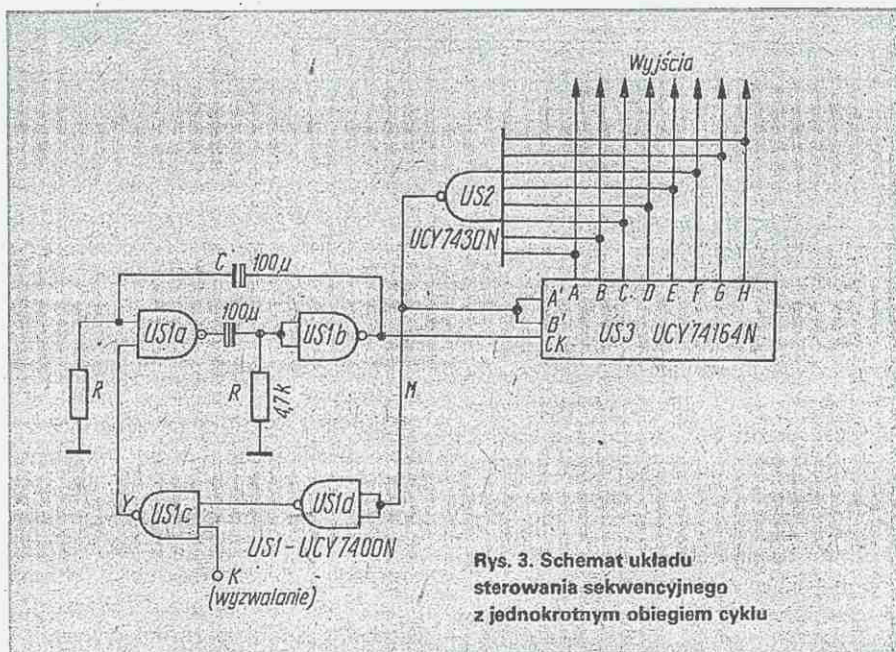 Wyjścia
US2
UCY7430N
C 100µ
100µ
US1a
US1b
A' A B C D E F G H
B'
CK
US3 UCY74164N
R
R
4,7k
M
Y
US1c
US1d
US1-UCY7400N
K
(wyzwalanie)
Rys. 3. Schemat układu
sterowania sekwencyjnego
z jednokrotnym obiegiem cyklu